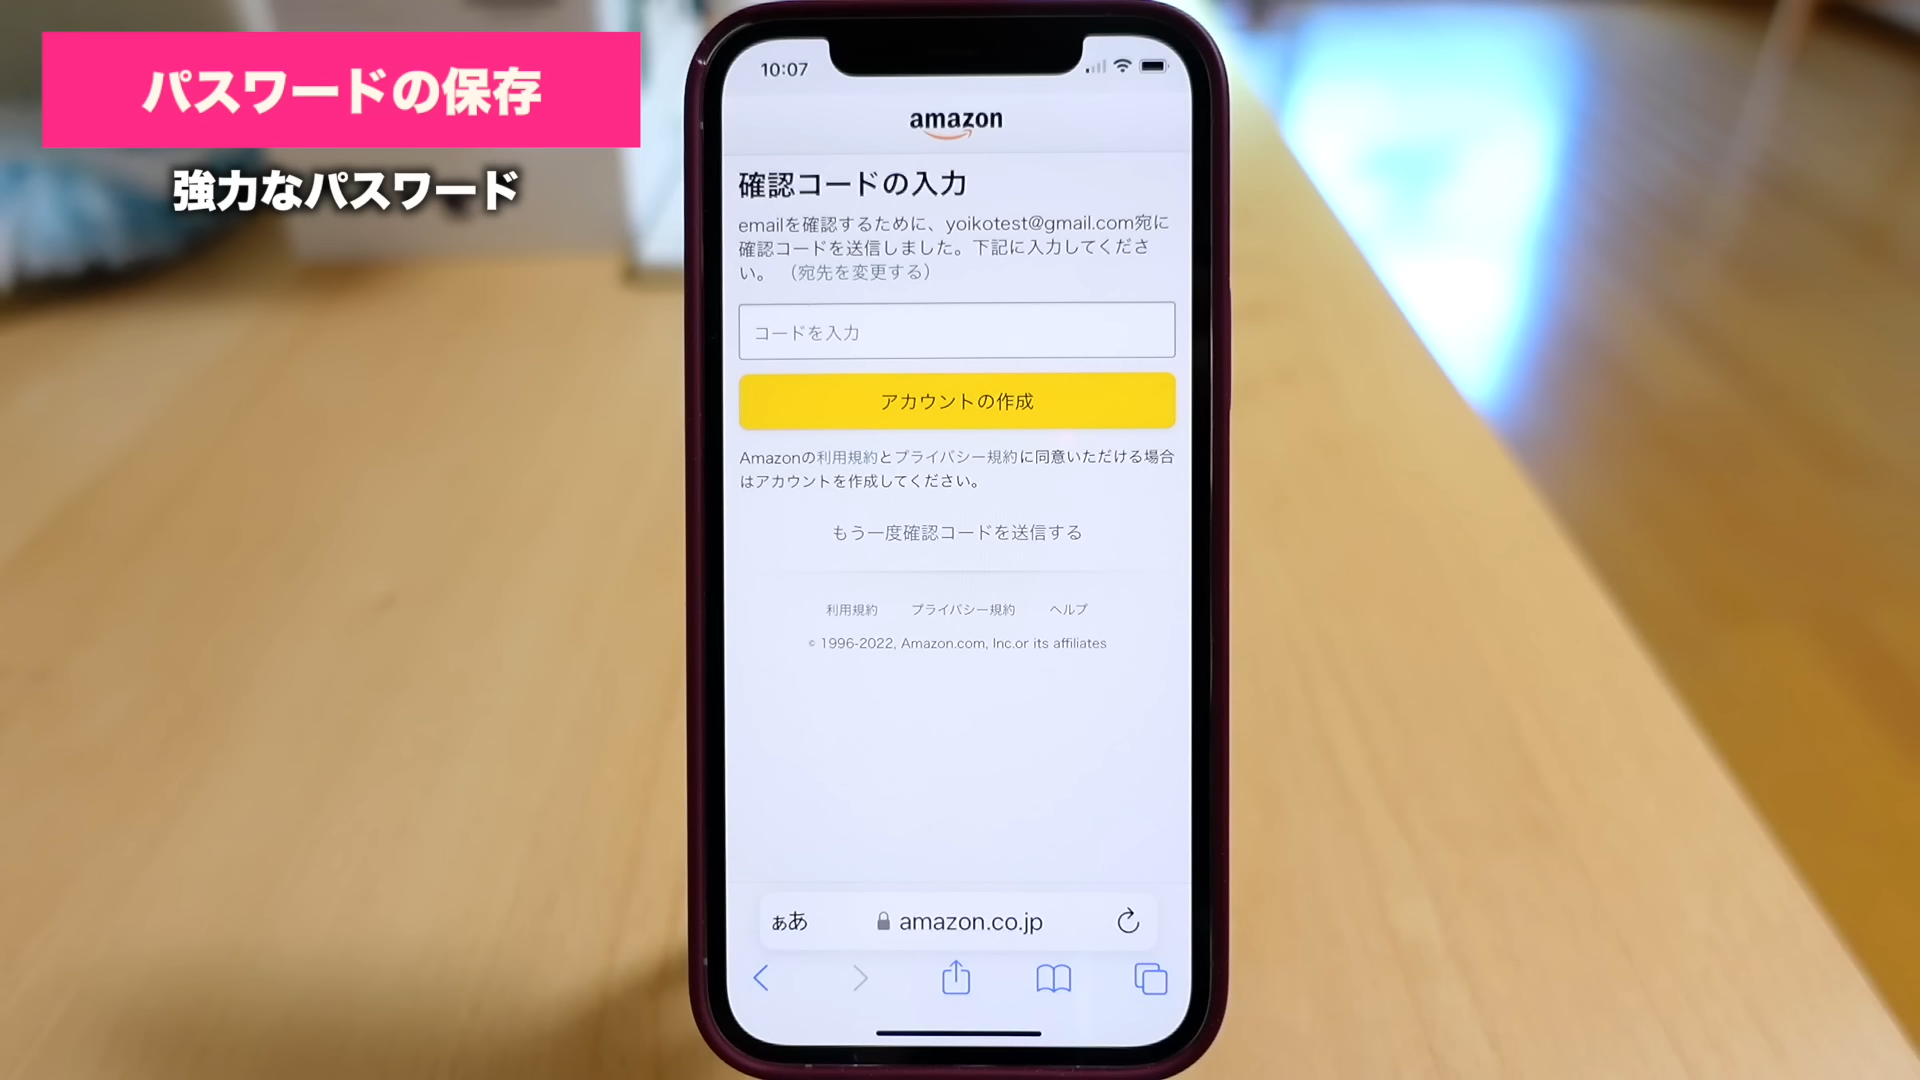 パスワードの保存
強力なパスワード
10:07
amazon
確認コードの入力
emailを確認するために、yoikotest@gmail.com宛に
確認コードを送信しました。下記に入力してくださ
い。 （宛先を変更する）
コードを入力
アカウントの作成
Amazonの利用規約とプライバシー規約に同意いただける場合
はアカウントを作成してください。
もう一度確認コードを送信する
利用規約 プライバシー規約 ヘルプ
© 1996-2022, Amazon.com, Inc.or its affiliates
ぁあ amazon.co.jp